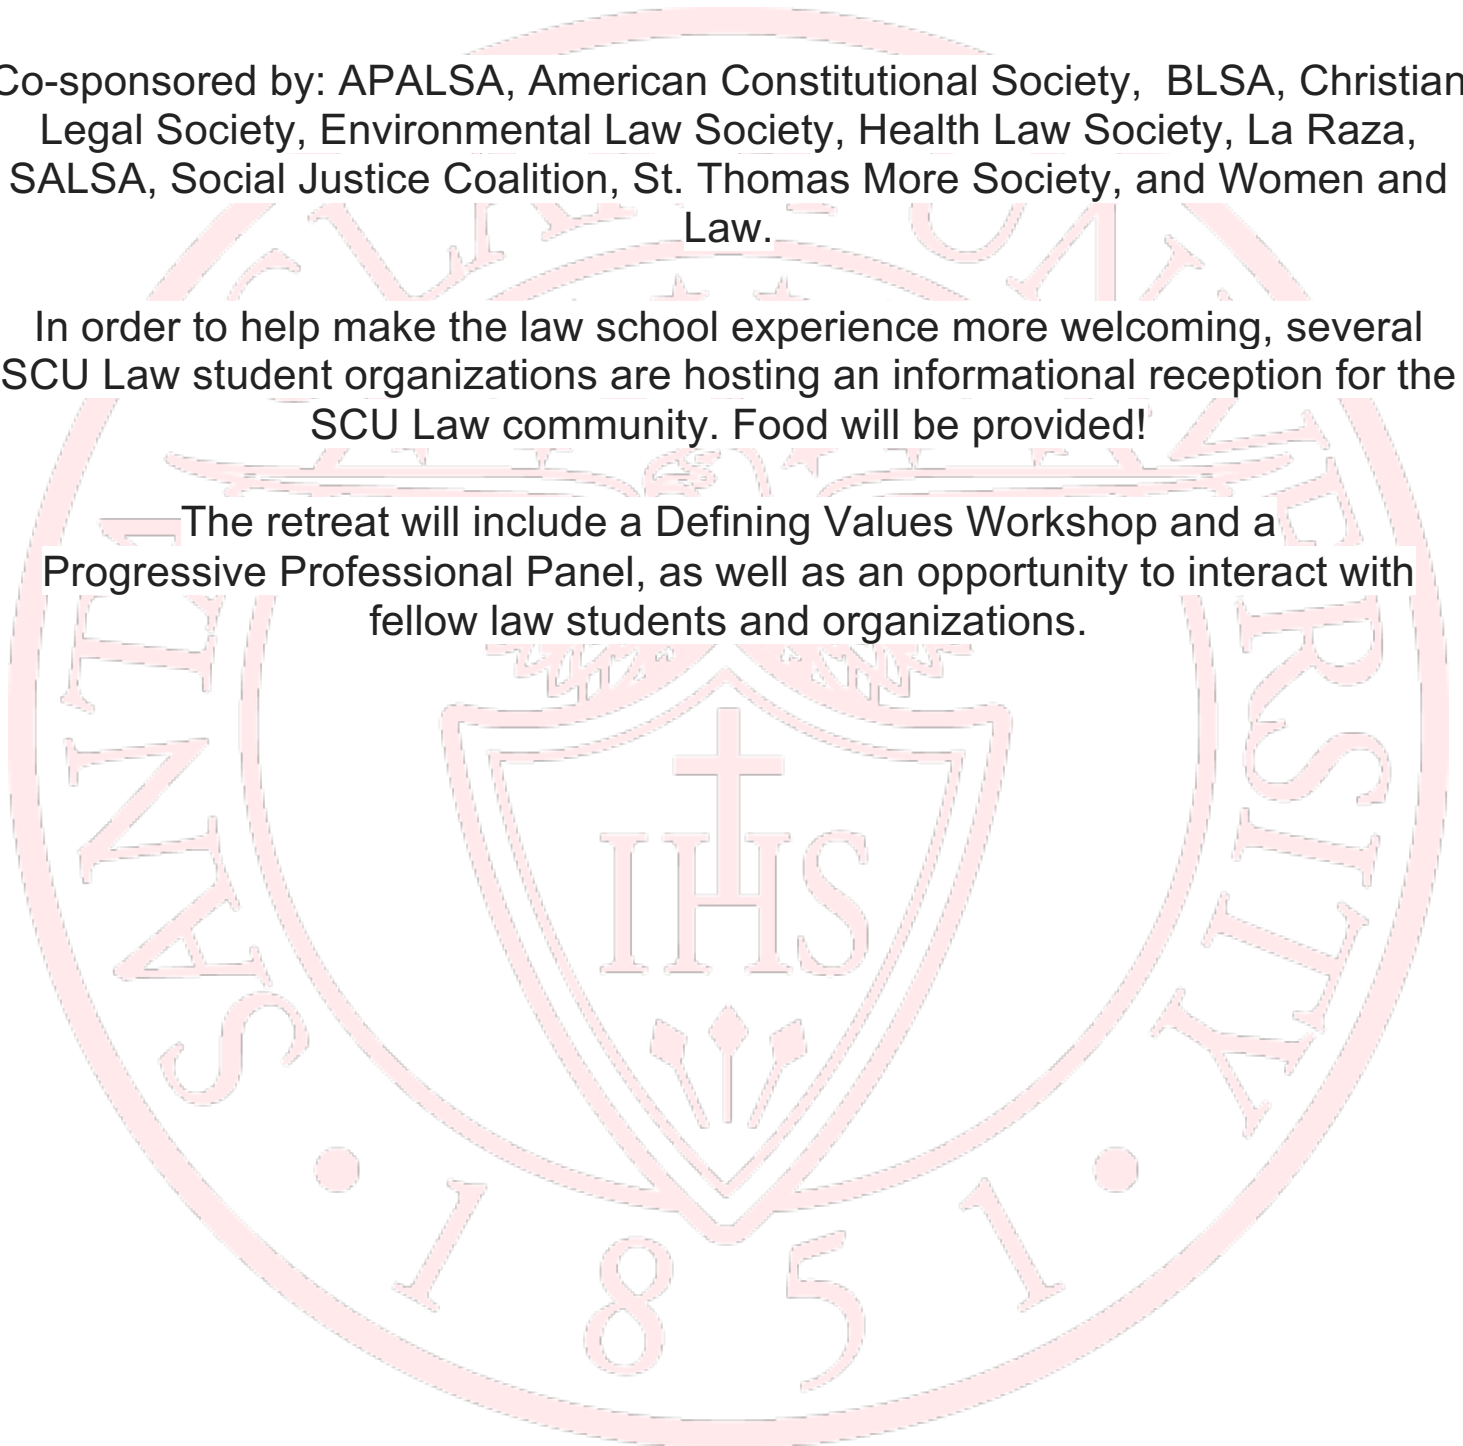 Co-sponsored by: APALSA, American Constitutional Society, BLSA, Christian
Legal Society, Environmental Law Society, Health Law Society, La Raza,
SALSA, Social Justice Coalition, St. Thomas More Society, and Women and
Law.
In order to help make the law school experience more welcoming, several
SCU Law student organizations are hosting an informational reception for the
SCU Law community. Food will be provided!
The retreat will include a Defining Values Workshop and a
Progressive Professional Panel, as well as an opportunity to interact with
fellow law students and organizations.
IHS
1851